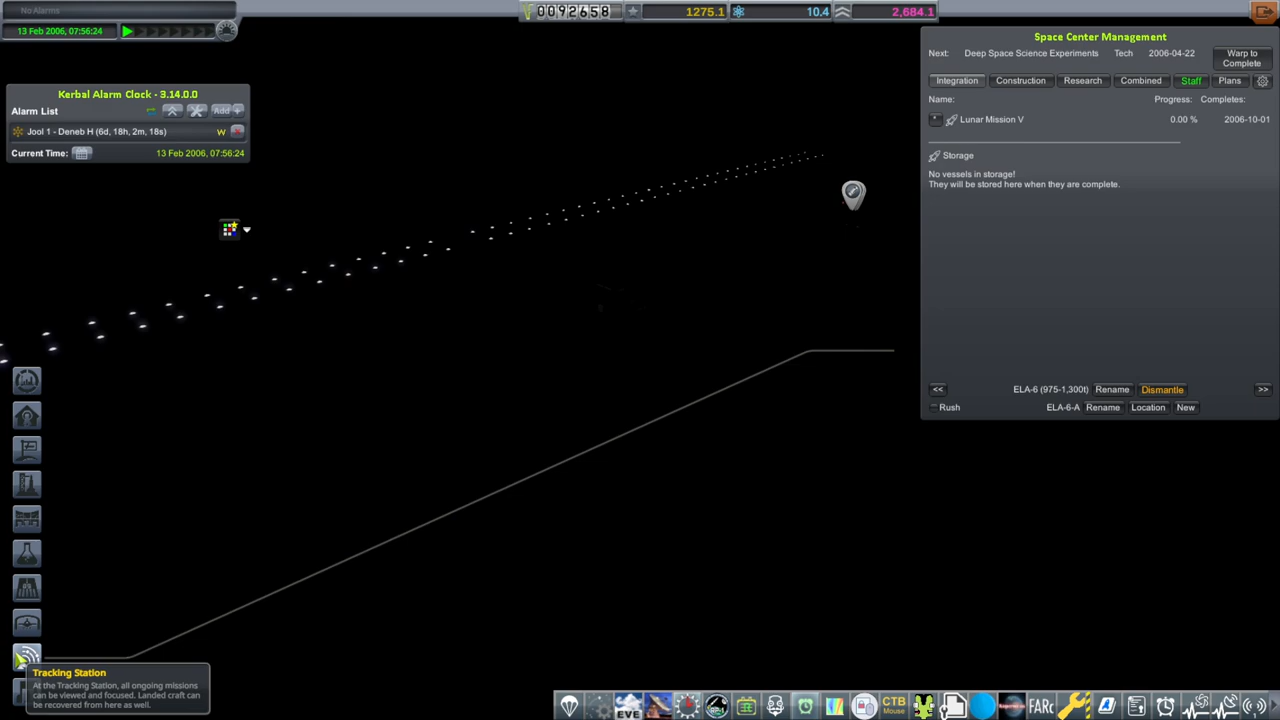 No Alarms
13 Feb 2006, 07:56:24
0092658
1275.1
10.4
2,684.1
Kerbal Alarm Clock - 3.14.0.0
Alarm List
Add +
Jool 1 - Deneb H (6d, 18h, 2m, 18s)
W
Current Time:
13 Feb 2006, 07:56:24
Space Center Management
Next: Deep Space Science Experiments Tech 2006-04-22
Warp to
Complete
Integration Construction Research Combined Staff Plans
Name: Progress: Completes:
* Lunar Mission V 0.00 % 2006-10-01
Storage
No vessels in storage!
They will be stored here when they are complete.
<< ELA-6 (975-1,300t) Rename Dismantle >>
Rush ELA-6-A Rename Location New
Tracking Station
At the Tracking Station, all ongoing missions
can be viewed and focused. Landed craft can
be recovered from here as well.
EVE
CTB
Mouse
FARc